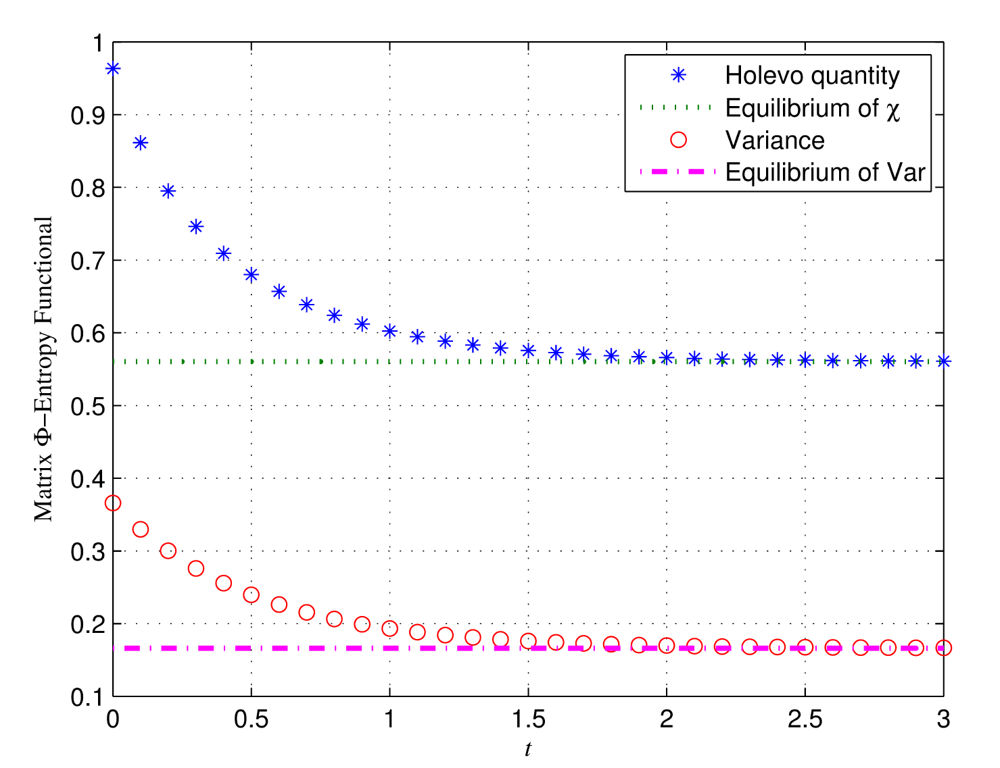 1
0.9
0.8
0.7
0.6
0.5
0.4
0.3
0.2
0.1
0
0.5
1
1.5
2
2.5
3
t
Matrix Φ−Entropy Functional
Holevo quantity
Equilibrium of χ
Variance
Equilibrium of Var